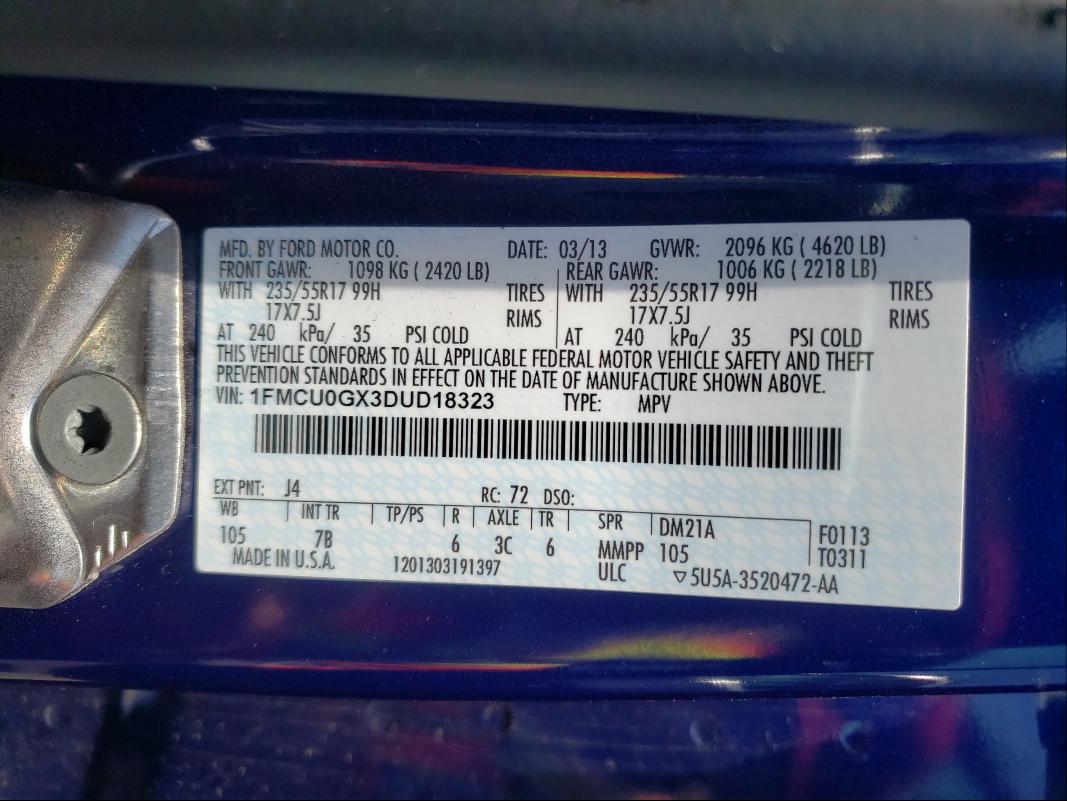 MFD. BY FORD MOTOR CO. DATE: 03/13 GVWR: 2096 KG ( 4620 LB)
FRONT GAWR: 1098 KG ( 2420 LB) REAR GAWR: 1006 KG ( 2218 LB)
WITH 235/55R17 99H TIRES WITH 235/55R17 99H TIRES
17X7.5J RIMS 17X7.5J RIMS
AT 240 kPa/ 35 PSI COLD AT 240 kPa/ 35 PSI COLD
THIS VEHICLE CONFORMS TO ALL APPLICABLE FEDERAL MOTOR VEHICLE SAFETY AND THEFT
PREVENTION STANDARDS IN EFFECT ON THE DATE OF MANUFACTURE SHOWN ABOVE.
VIN: 1FMCU0GX3DUD18323 TYPE: MPV
EXT PNT: J4 RC: 72 DSO:
WB INT TR TP/PS R AXLE TR SPR DM21A F0113
105 7B 6 3C 6 MMPP 105 T0311
MADE IN U.S.A. 1201303191397 ULC ▽5U5A-3520472-AA